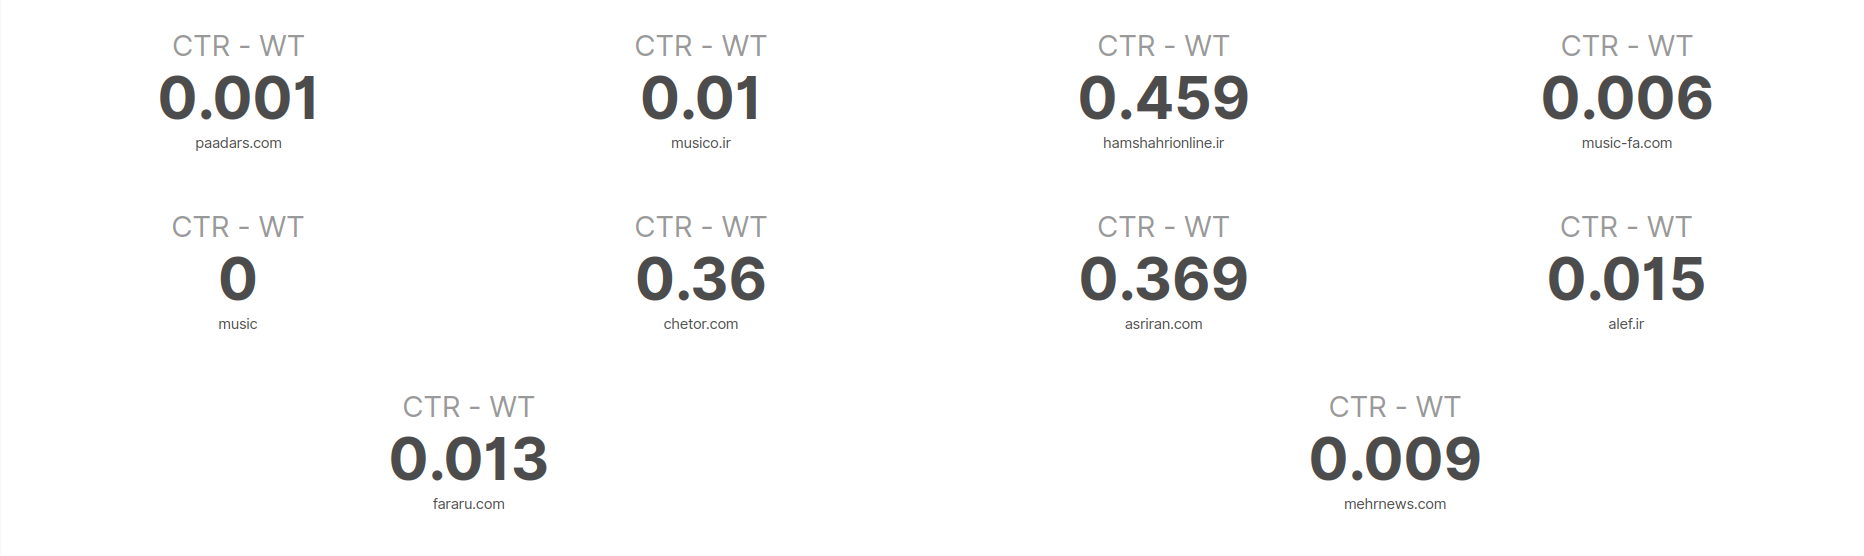 CTR - WT
0.001
paadars.com
CTR - WT
0.01
musico.ir
CTR - WT
0.459
hamshahrionline.ir
CTR - WT
0.006
music-fa.com
CTR - WT
0
music
CTR - WT
0.36
chetor.com
CTR - WT
0.369
asriran.com
CTR - WT
0.015
alef.ir
CTR - WT
0.013
fararu.com
CTR - WT
0.009
mehrnews.com